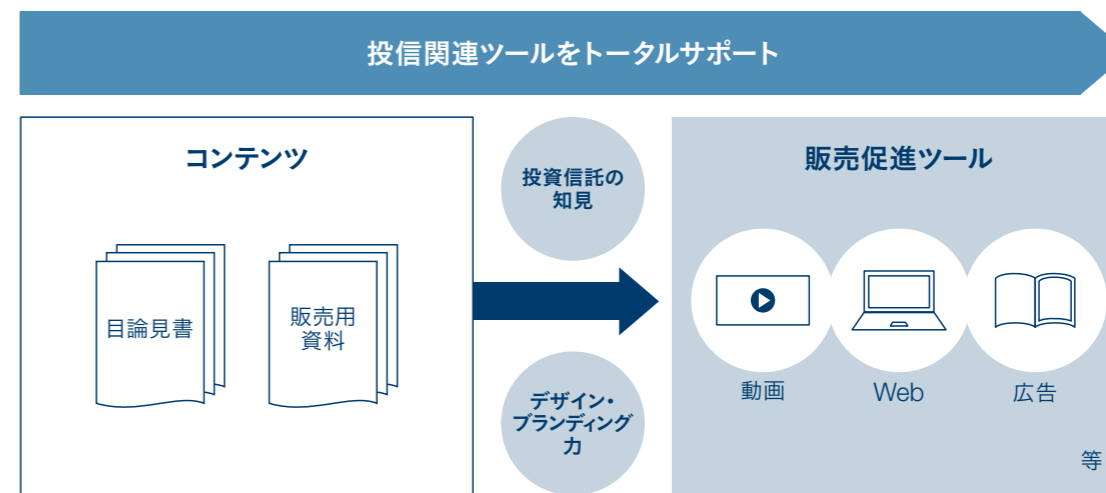 投信関連ツールをトータルサポート
コンテンツ
目論見書
販売用
資料
投資信託の
知見
デザイン・
ブランディング
力
販売促進ツール
動画
Web
広告
等